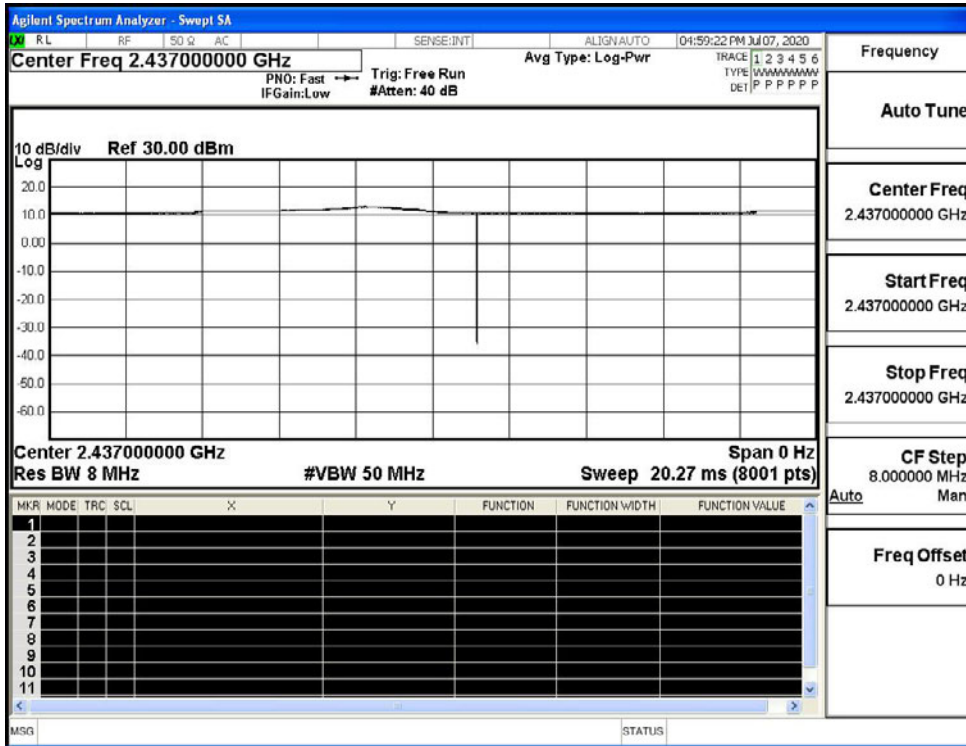 Agilent Spectrum Analyzer - Swept SA
RL RF 50 Ω AC SENSE:INT ALIGNAUTO 04:59:22 PM Jul 07, 2020
Center Freq 2.437000000 GHz
Avg Type: Log-Pwr
TRACE 1 2 3 4 5 6
PNO: Fast
Trig: Free Run
TYPE WWWWWW
IFGain:Low
#Atten: 40 dB
DET P P P P P P
10 dB/div Ref 30.00 dBm
Log
20.0
10.0
0.00
-10.0
-20.0
-30.0
-40.0
-50.0
-60.0
Center 2.437000000 GHz Span 0 Hz
Res BW 8 MHz #VBW 50 MHz Sweep 20.27 ms (8001 pts)
MKR MODE TRC SCL X Y FUNCTION FUNCTION WIDTH FUNCTION VALUE
1
2
3
4
5
6
7
8
9
10
11
MSG STATUS
Frequency
Auto Tune
Center Freq
2.437000000 GHz
Start Freq
2.437000000 GHz
Stop Freq
2.437000000 GHz
CF Step
8.000000 MHz
Auto Man
Freq Offset
0 Hz